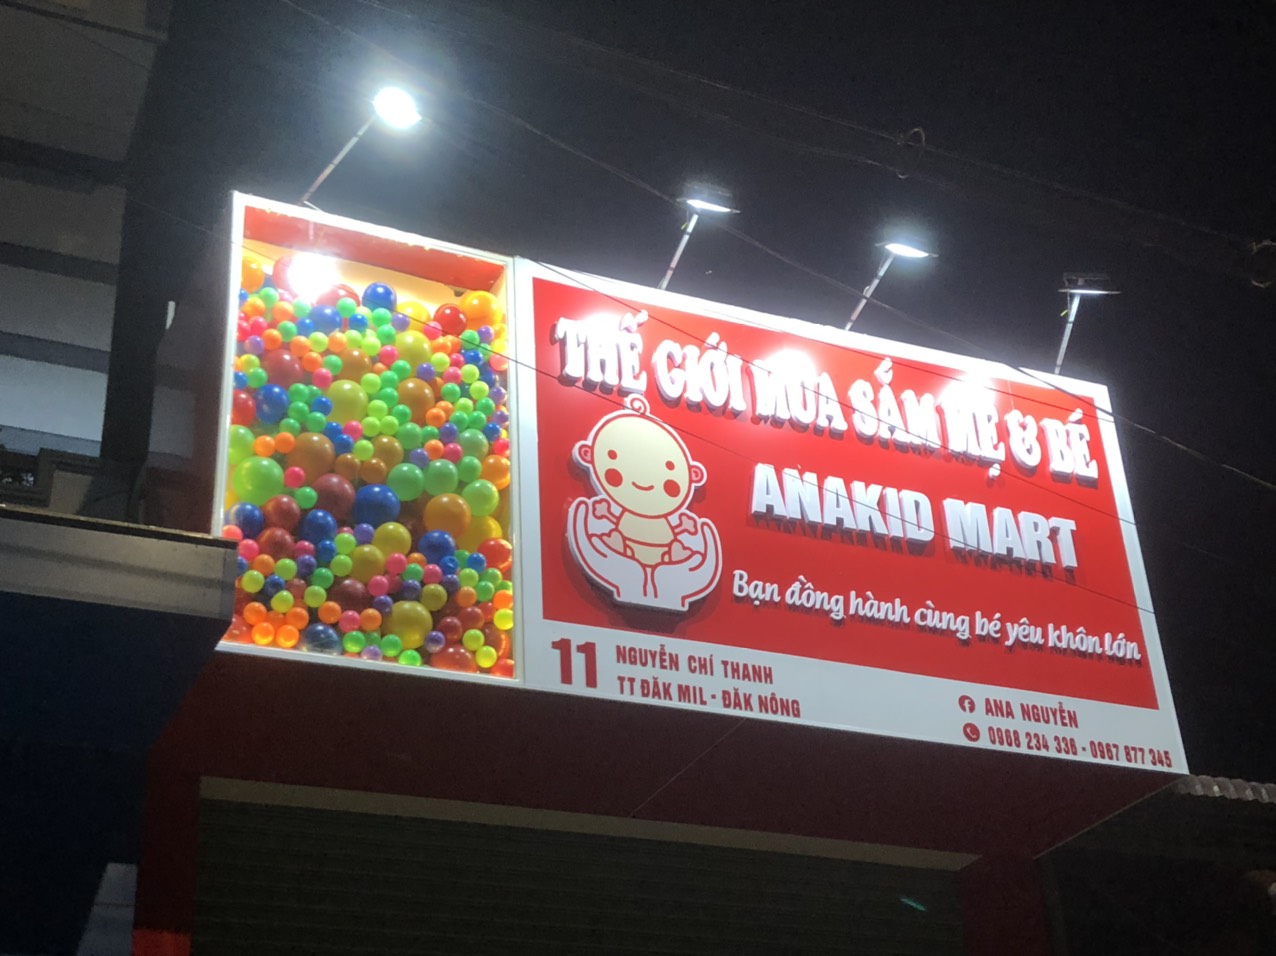 THẾ GIỚI MUA SẮM MẸ & BÉ
ANAKID MART
Bạn đồng hành cùng bé yêu khôn lớn
11 NGUYỄN CHÍ THANH
TT ĐĂK MIL - ĐĂK NÔNG
ANA NGUYỄN
0968 234 336 - 0967 877 345